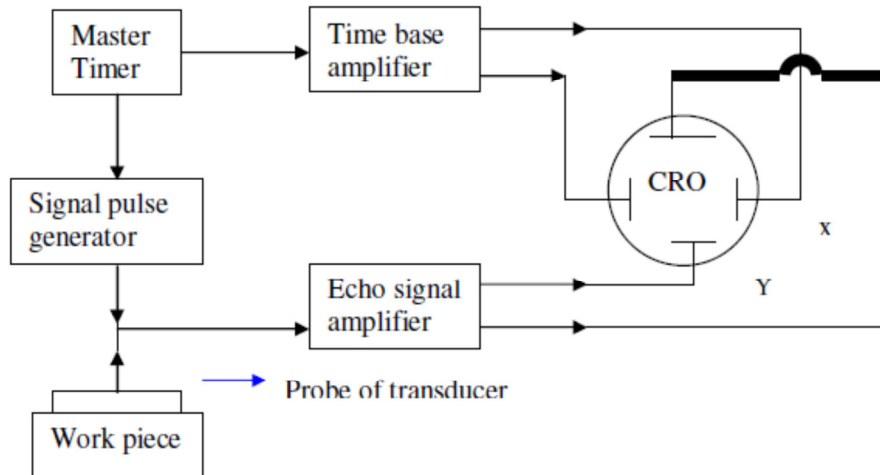 Master
Timer
Time base
amplifier
CRO
Signal pulse
generator
x
Y
Echo signal
amplifier
Probe of transducer
Work piece